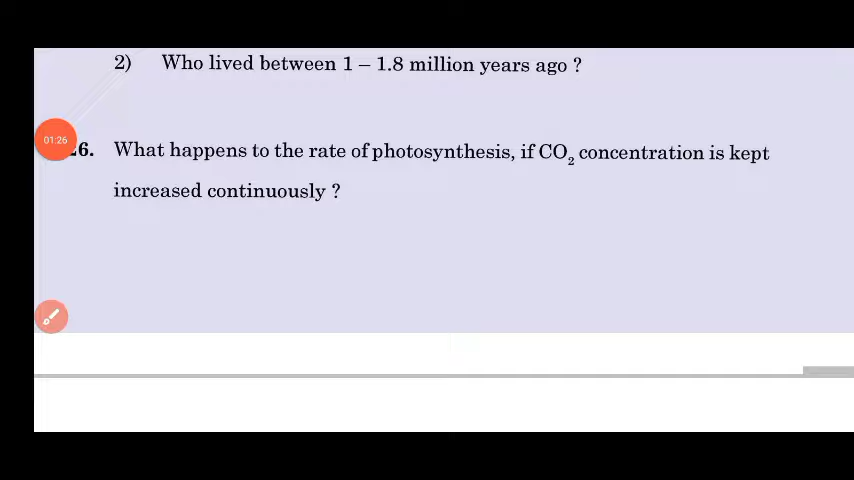 2) Who lived between 1 – 1.8 million years ago ?
01:26
26. What happens to the rate of photosynthesis, if CO₂ concentration is kept
increased continuously ?